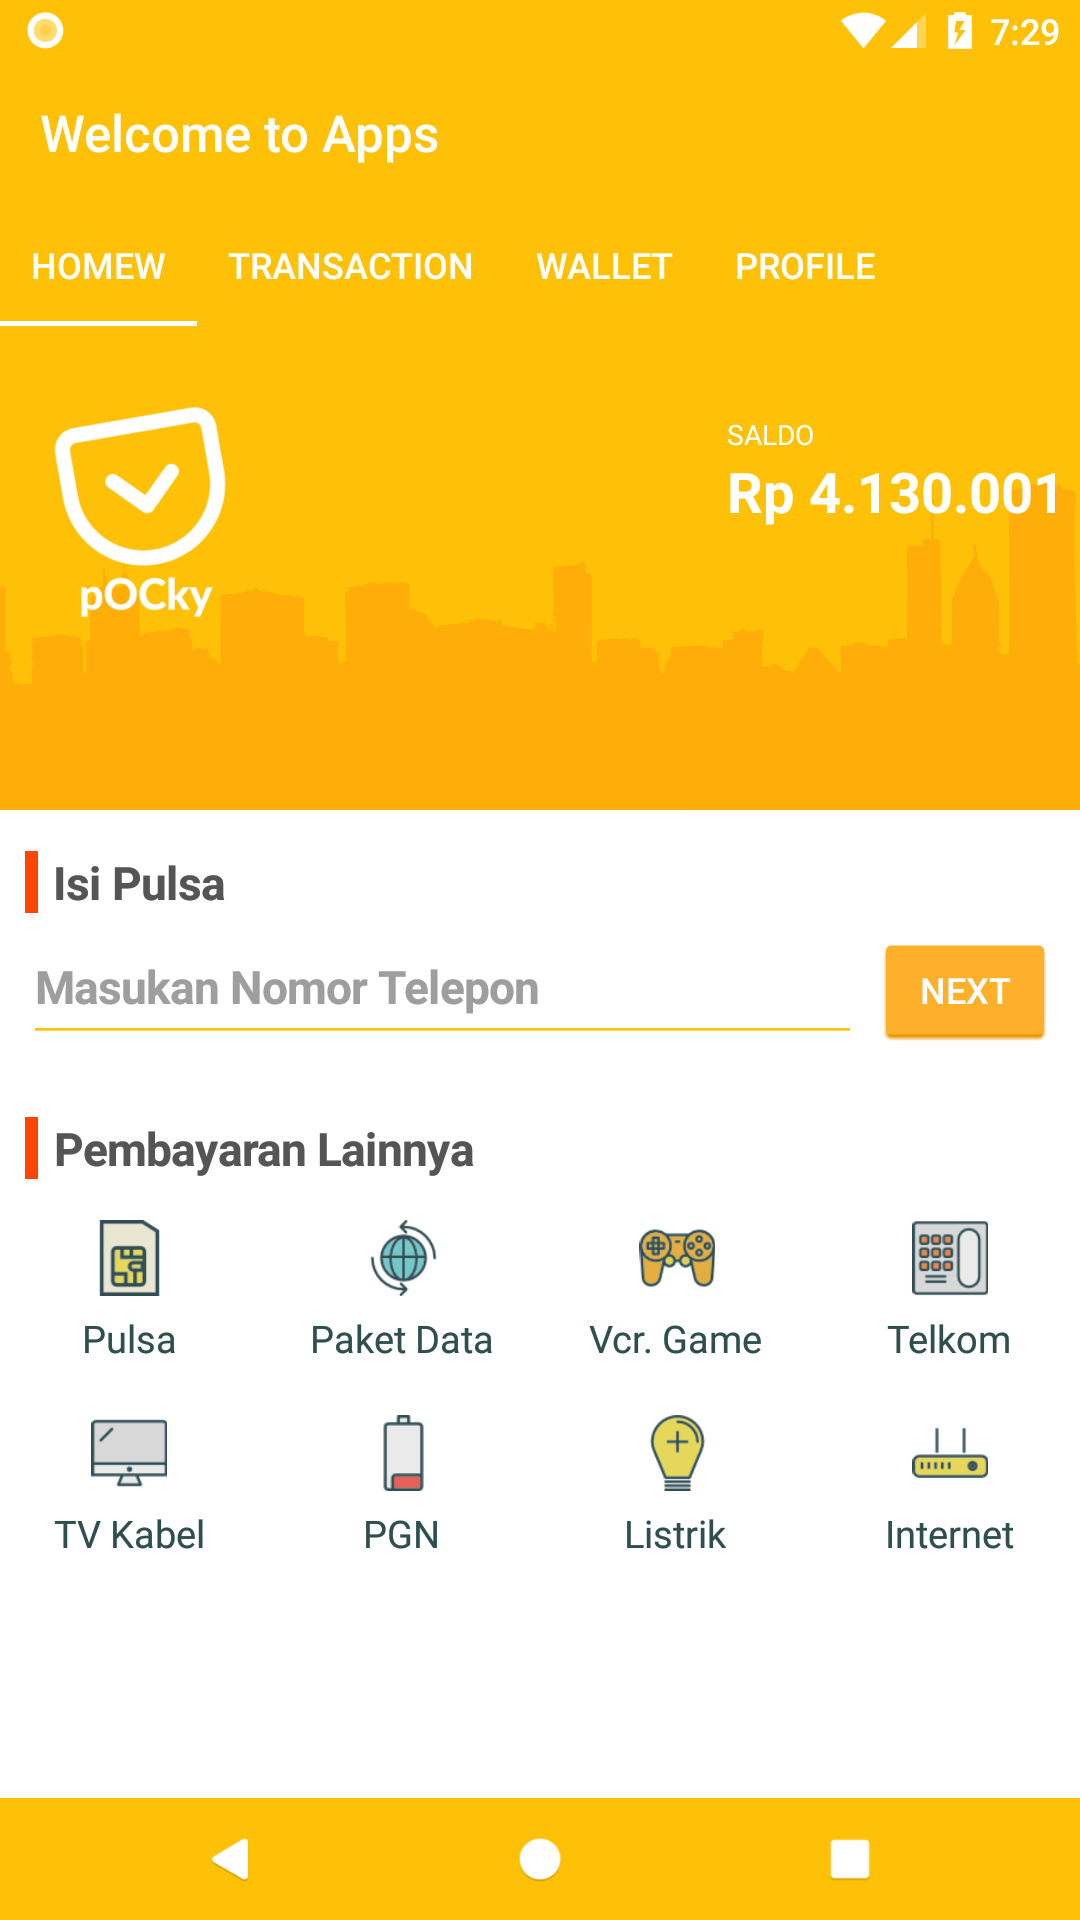 7:29
Welcome to Apps
HOMEW TRANSACTION WALLET PROFILE
SALDO
Rp 4.130.001
pOCky
Isi Pulsa
Masukan Nomor Telepon
NEXT
Pembayaran Lainnya
Pulsa Paket Data Vcr. Game Telkom
TV Kabel PGN Listrik Internet